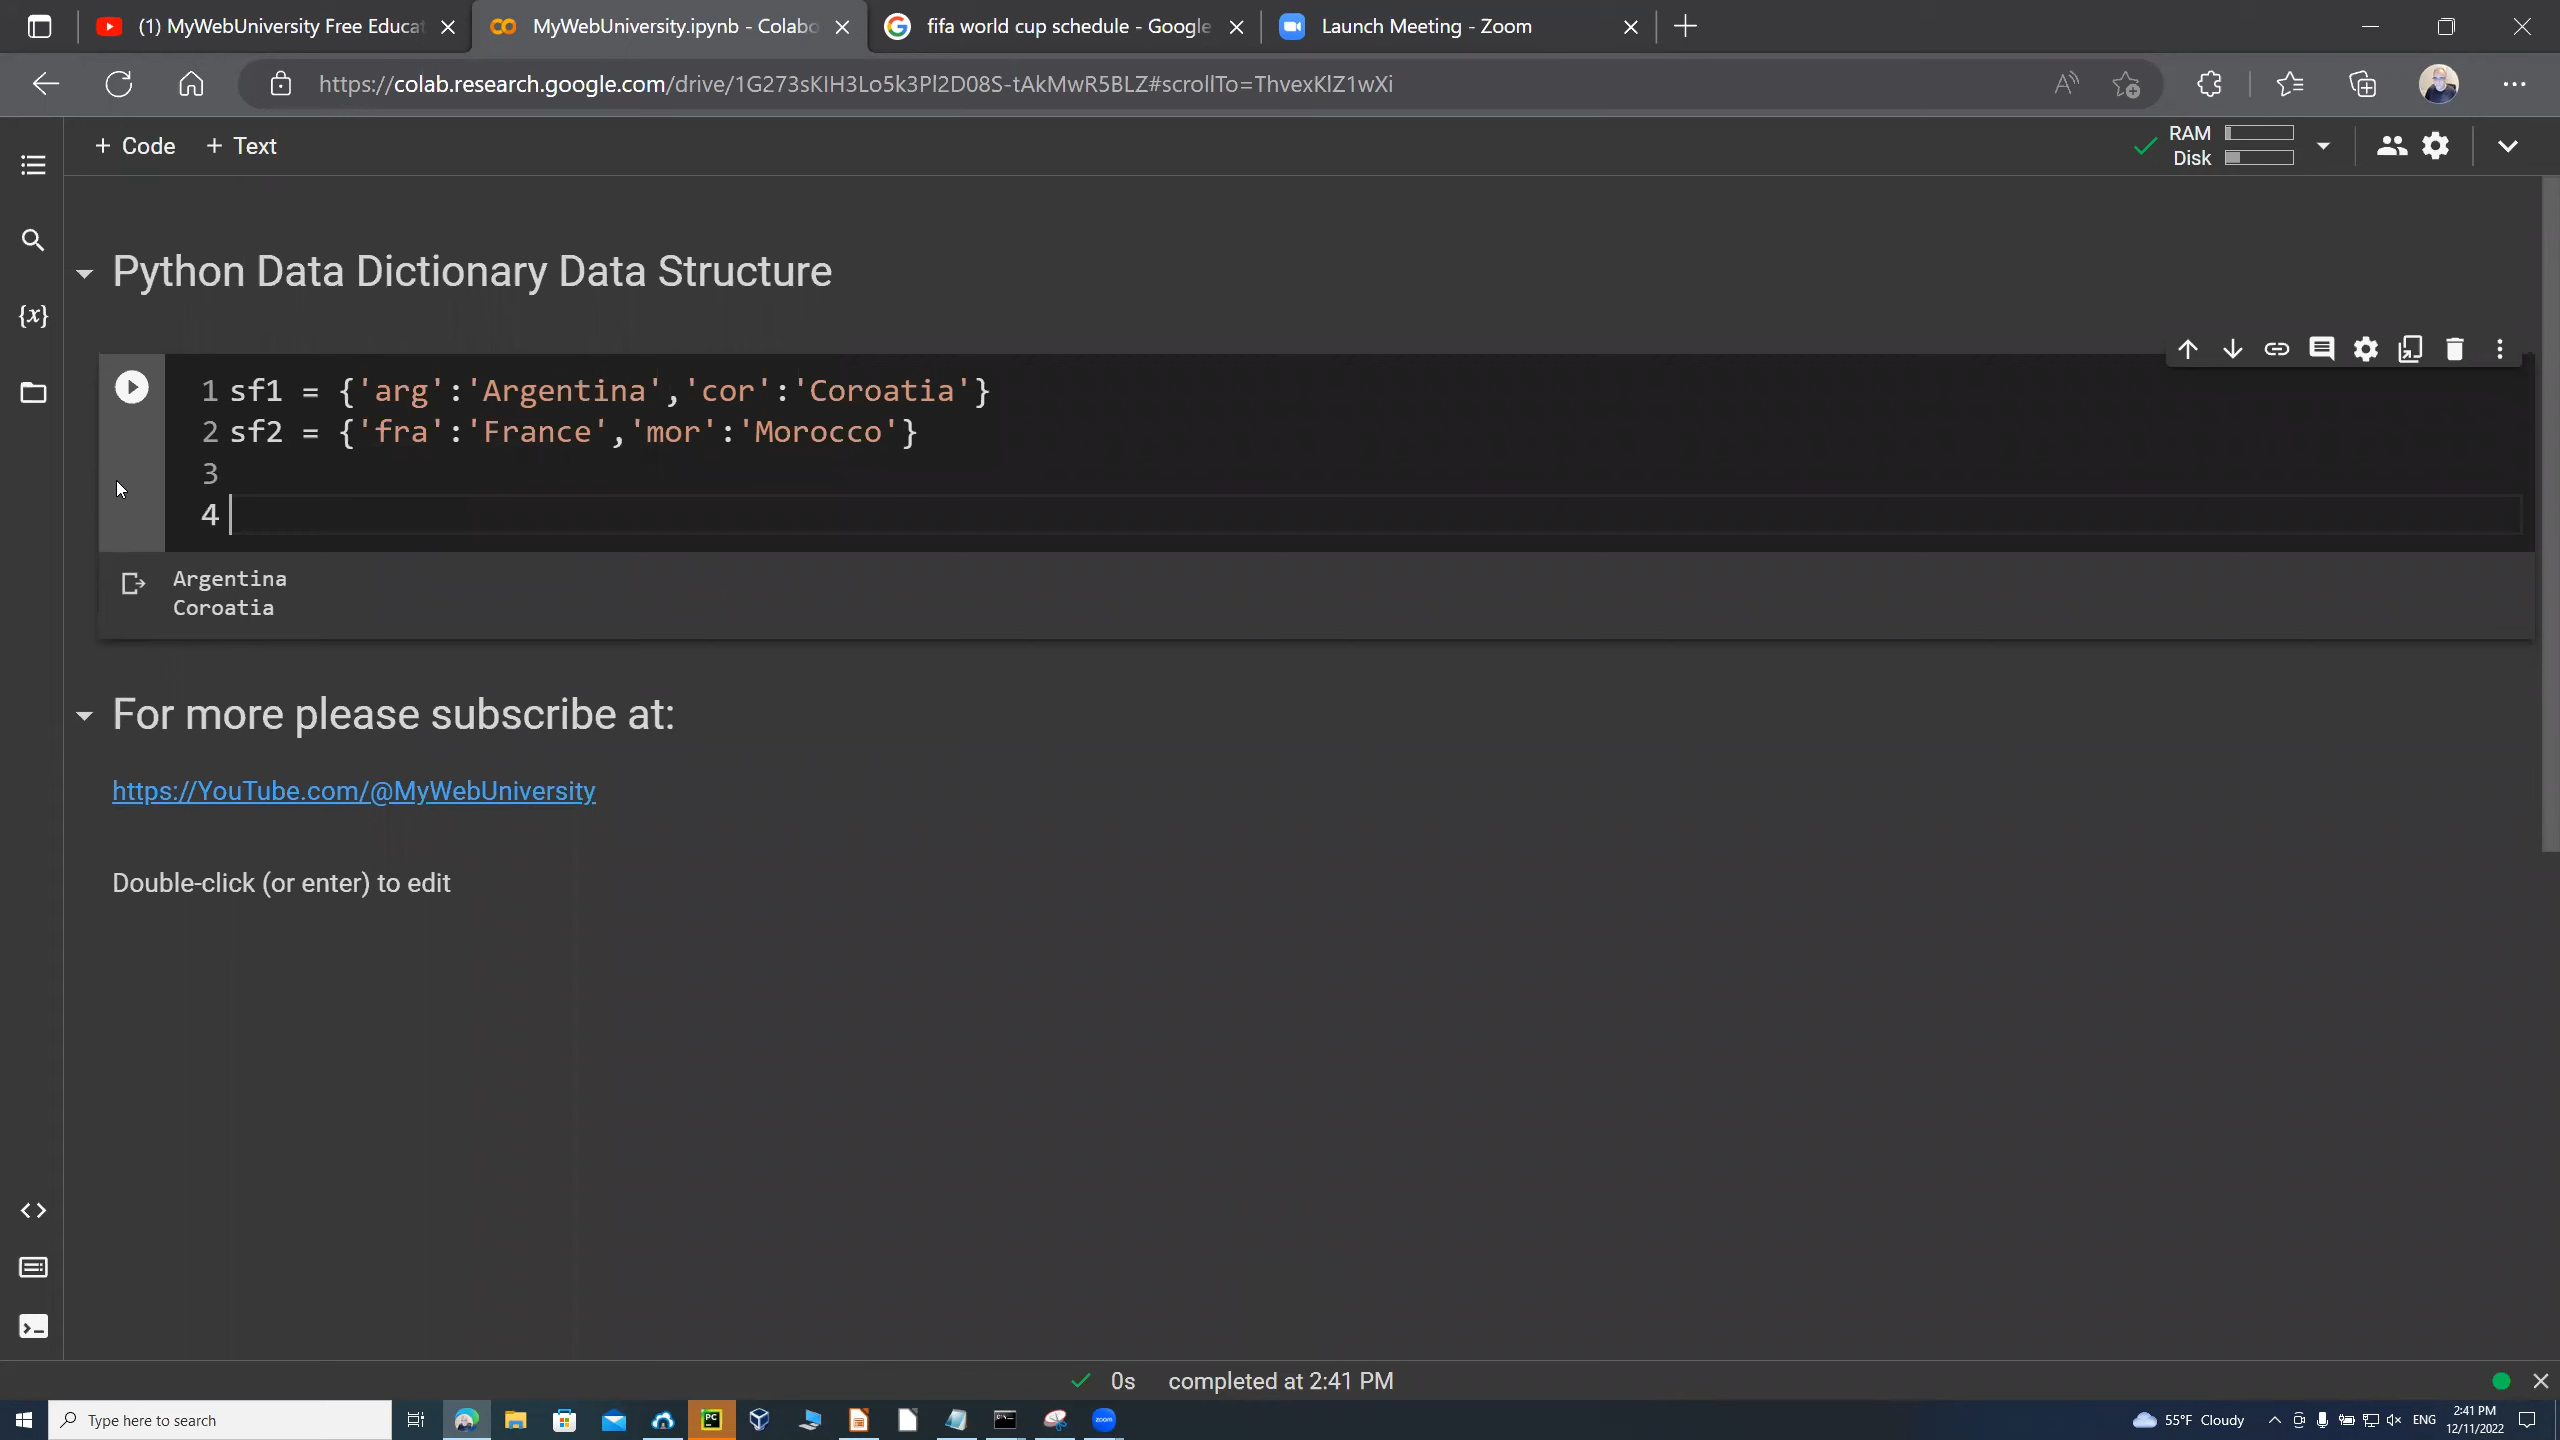 (1) MyWebUniversity Free Educat
MyWebUniversity.ipynb - Colabo
fifa world cup schedule - Google
Launch Meeting - Zoom
https://colab.research.google.com/drive/1G273sKIH3Lo5k3Pl2D08S-tAkMwR5BLZ#scrollTo=ThvexKlZ1wXi
+ Code
+ Text
RAM
Disk
Python Data Dictionary Data Structure
1 sf1 = {'arg':'Argentina','cor':'Coroatia'}
2 sf2 = {'fra':'France','mor':'Morocco'}
3
4
Argentina
Coroatia
For more please subscribe at:
https://YouTube.com/@MyWebUniversity
Double-click (or enter) to edit
0s completed at 2:41 PM
Type here to search
PC
zoom
55°F Cloudy
ENG
2:41 PM
12/11/2022